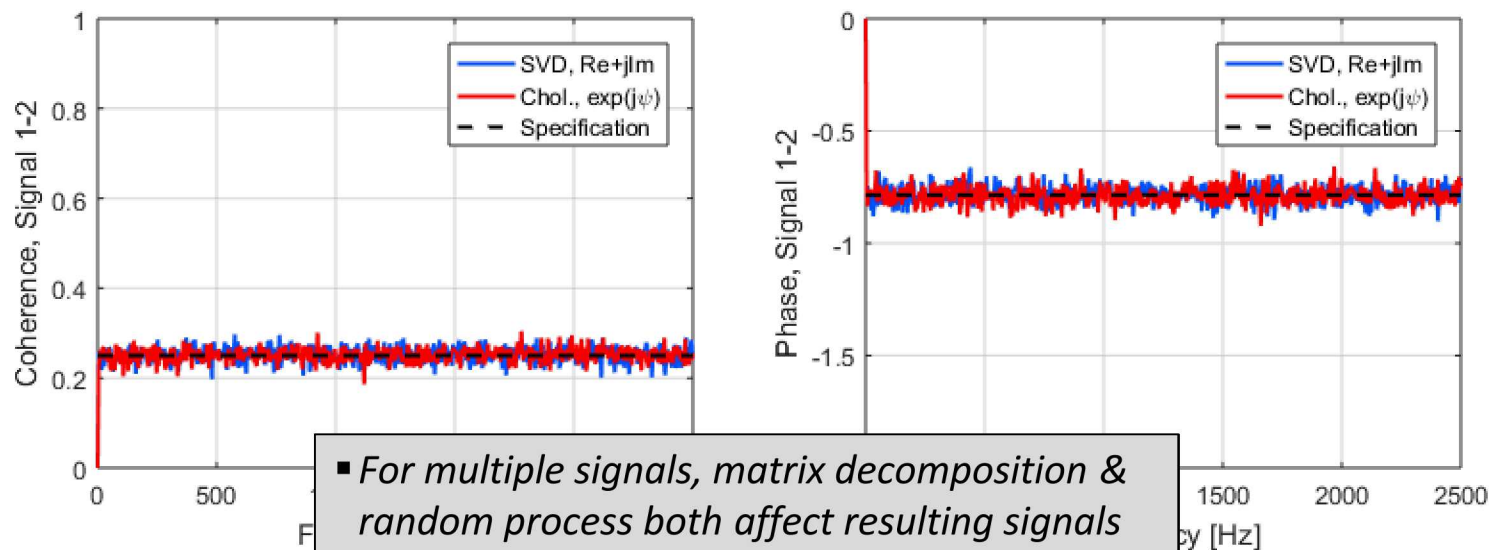 1
0.8
0.6
0.4
0.2
0
Coherence, Signal 1-2
SVD, Re+jIm
Chol., exp(jψ)
Specification
0
500
0
-0.5
-1
-1.5
Phase, Signal 1-2
SVD, Re+jIm
Chol., exp(jψ)
Specification
1500
2000
2500
cy [Hz]
▪ For multiple signals, matrix decomposition &
random process both affect resulting signals